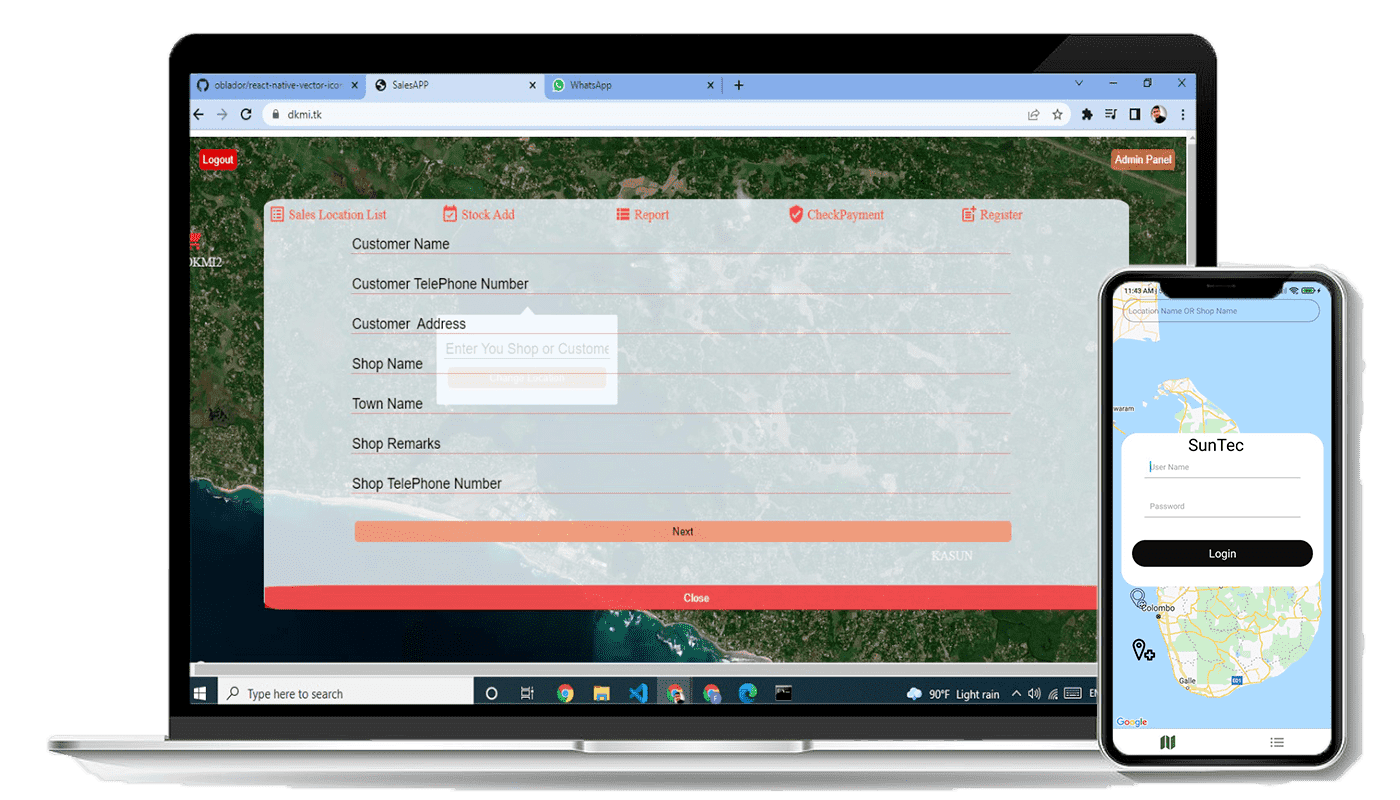 oblador/react-native-vector-ico
SalesAPP
WhatsApp
dkmi.tk
Logout
Admin Panel
Sales Location List
Stock Add
Report
CheckPayment
Register
DKMI2
Customer Name
Customer TelePhone Number
Customer Address
Enter You Shop or Custome
Shop Name
Change Location
Town Name
Shop Remarks
Shop TelePhone Number
Next
KASUN
Close
Type here to search
90°F Light rain
11:43 AM
Location Name OR Shop Name
waram
SunTec
User Name
Password
Login
Colombo
Galle
E01
Google